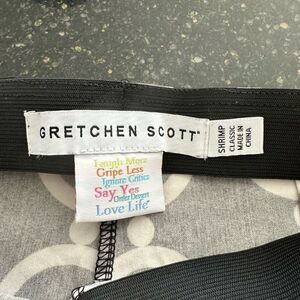 GRETCHEN SCOTT
Laugh More
Gripe Less
Ignore Critics
Say Yes
Order Dessert
Love Life
SHRIMP
CLASSIC
MADE IN
CHINA